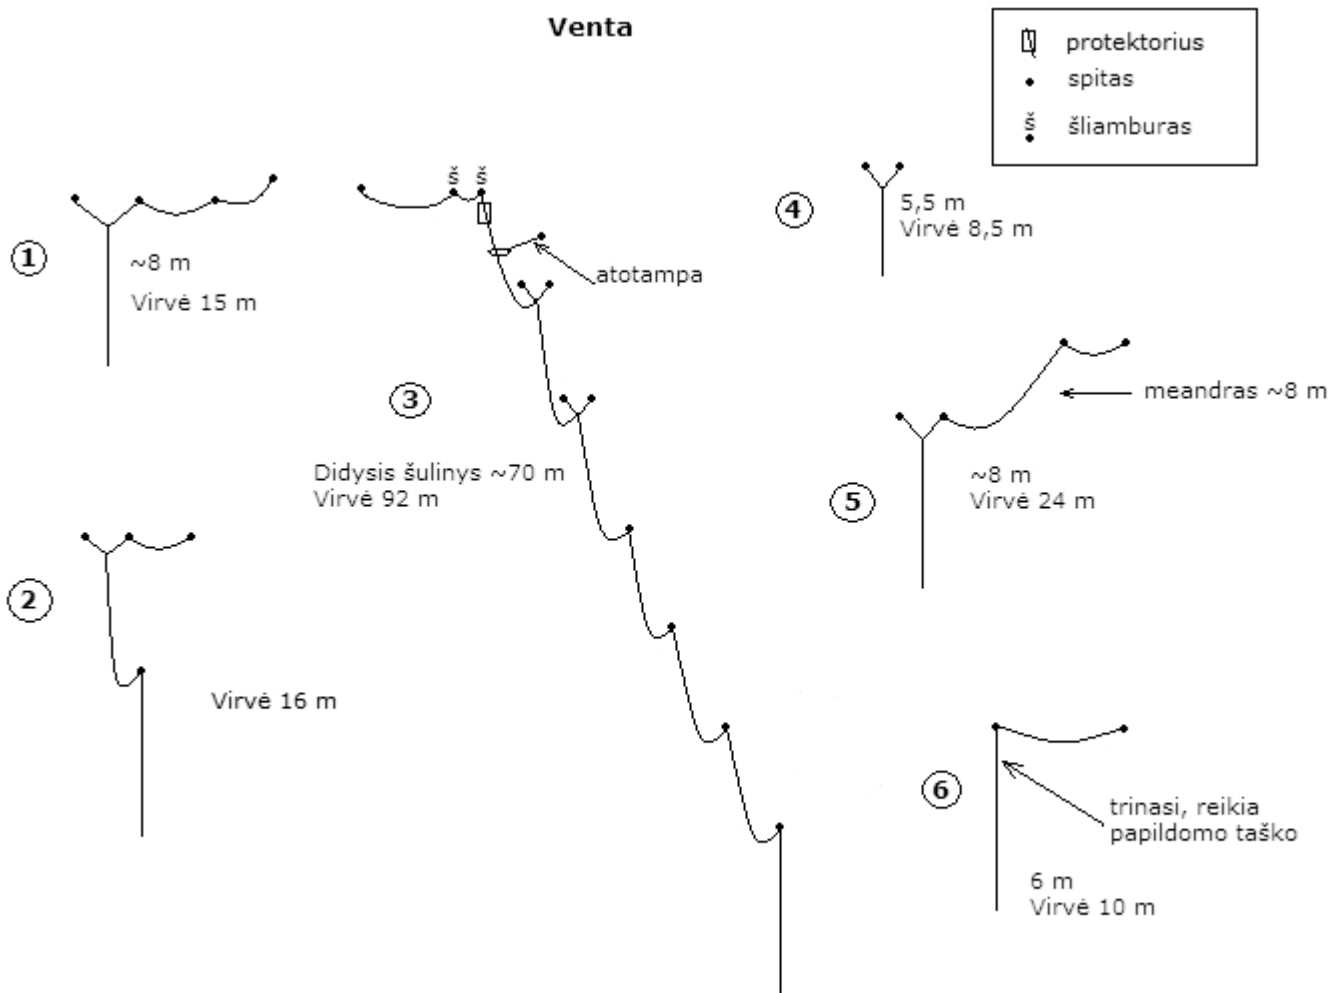 Venta
protektorius
spitas
š šliamburas
š š
1
~8 m
Virvė 15 m
atotampa
4
5,5 m
Virvė 8,5 m
3
Didysis šulinys ~70 m
Virvė 92 m
meandras ~8 m
5
~8 m
Virvė 24 m
2
Virvė 16 m
6
trinasi, reikia
papildomo taško
6 m
Virvė 10 m